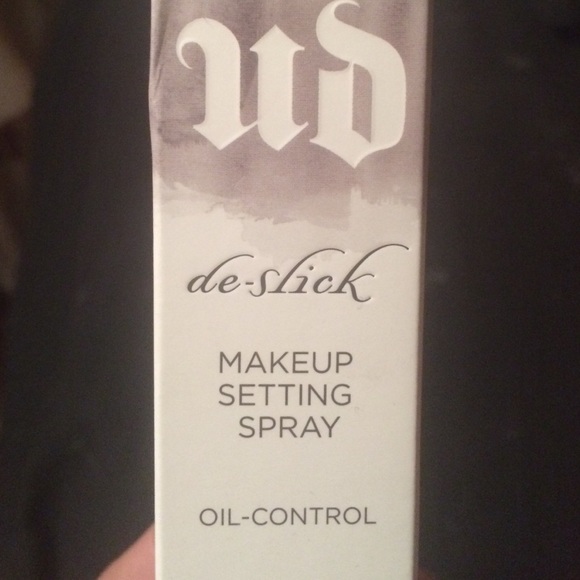 ud
de-slick
MAKEUP
SETTING
SPRAY
OIL-CONTROL